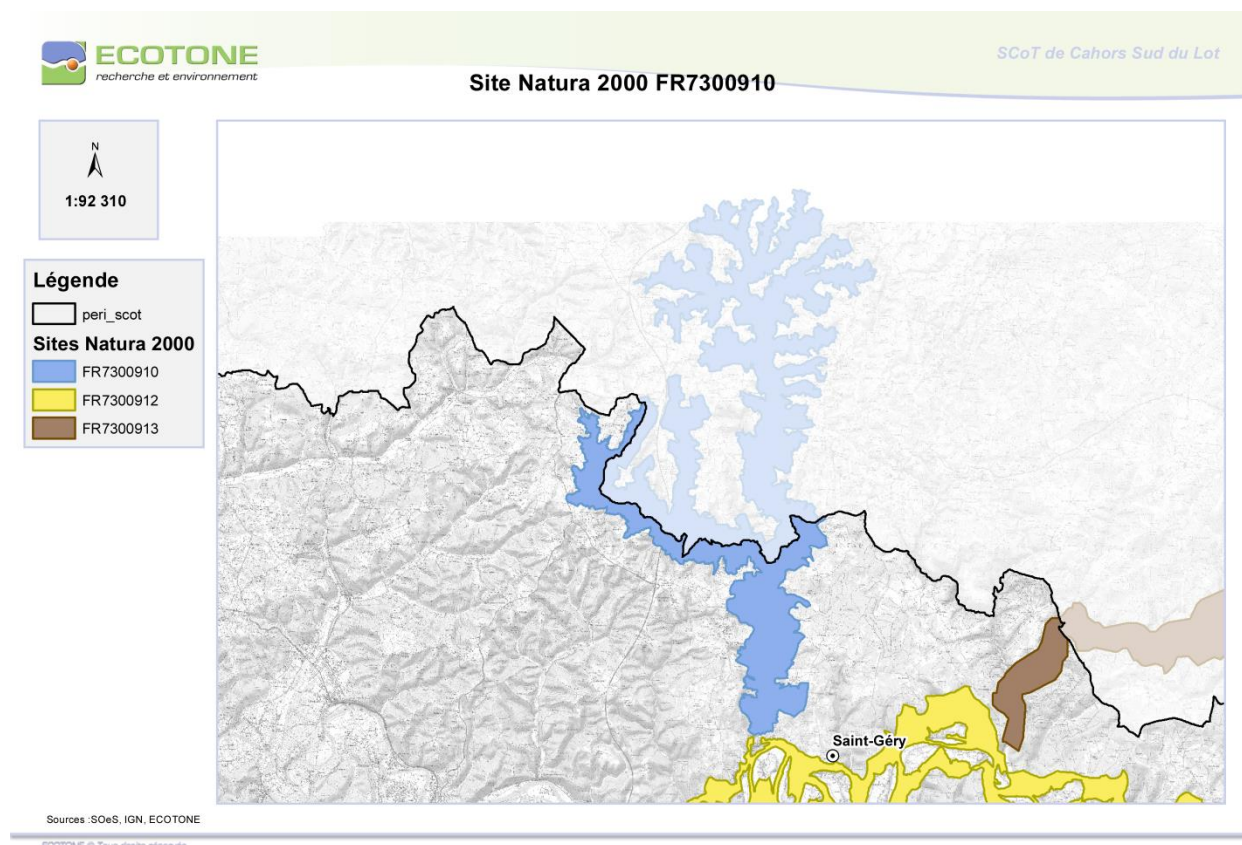 ECOTONE
recherche et environnement
SCoT de Cahors Sud du Lot
Site Natura 2000 FR7300910
N
1:92 310
Légende
peri_scot
Sites Natura 2000
FR7300910
FR7300912
FR7300913
Saint-Géry
Sources :SOeS, IGN, ECOTONE